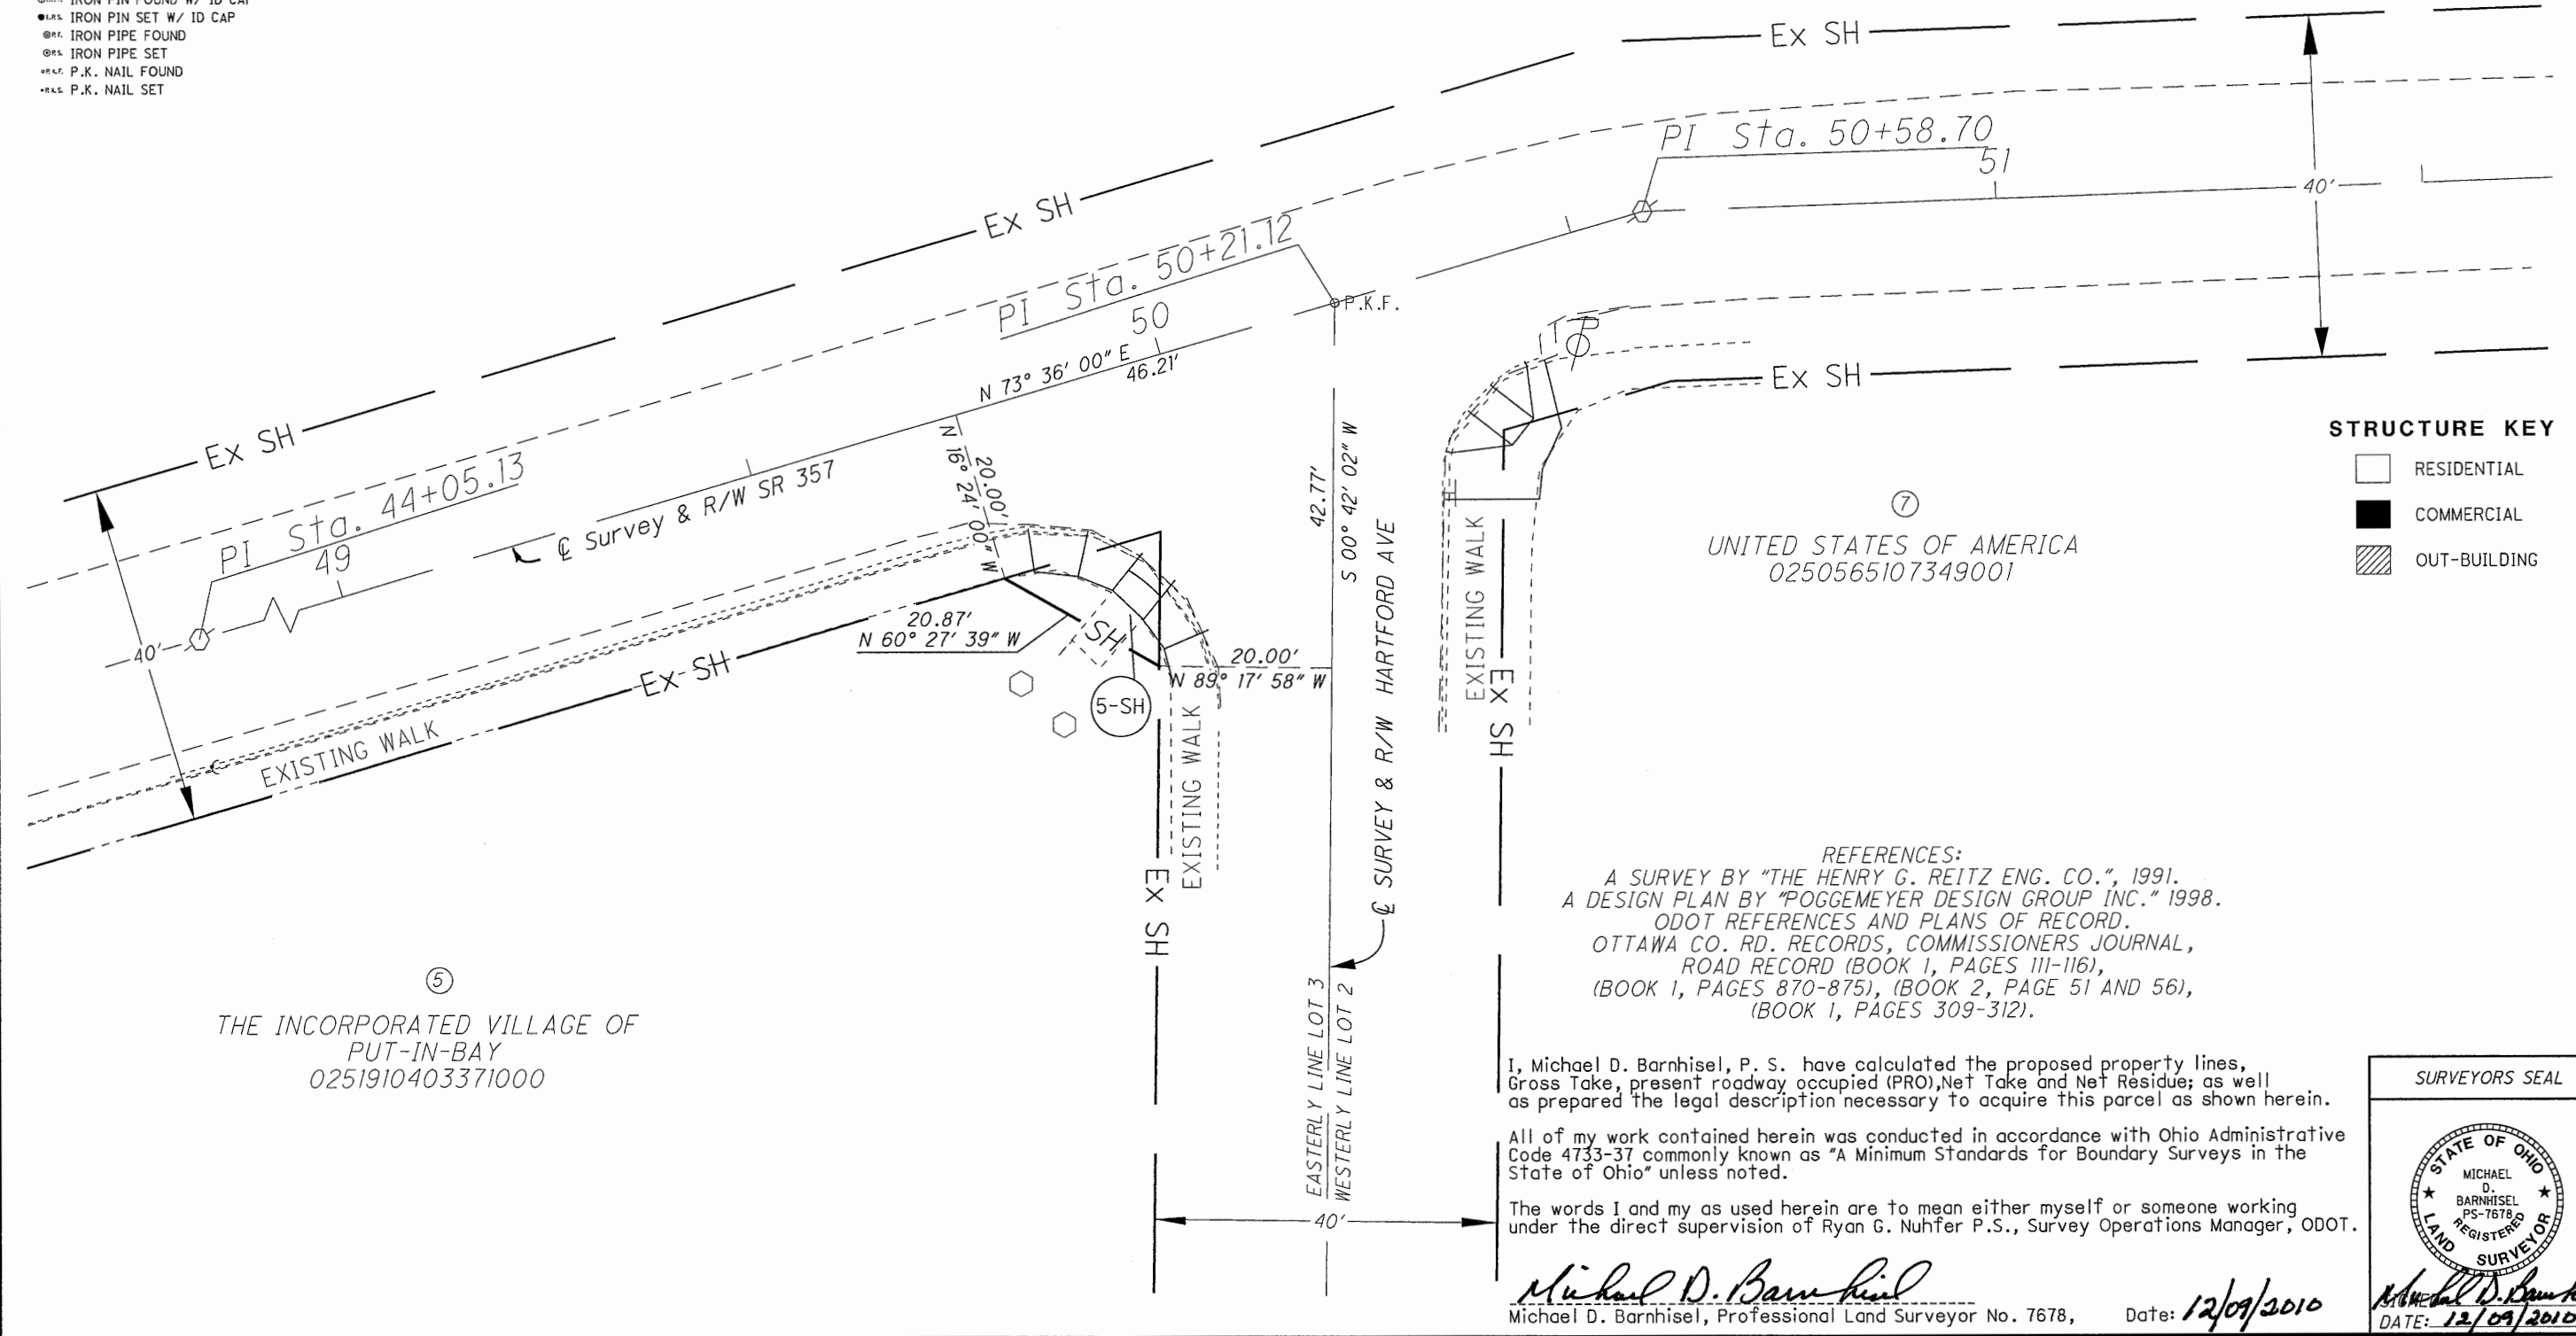 IRON PIN FOUND W/ ID CAP
I.R.S. IRON PIN SET W/ ID CAP
P.F. IRON PIPE FOUND
P.S. IRON PIPE SET
P.K.F. P.K. NAIL FOUND
P.K.S. P.K. NAIL SET
Ex SH
Ex SH
Ex SH
PI Sta. 50+58.70
51
40'
PI Sta. 50+21.12
50
P.K.F.
N 73° 36' 00" E
46.21'
PI Sta. 44+05.13
49
℄ Survey & R/W SR 357
N 16° 24' 00" W
20.00'
42.77'
S 00° 42' 02" W
Ex SH
STRUCTURE KEY
RESIDENTIAL
COMMERCIAL
OUT-BUILDING
7
UNITED STATES OF AMERICA
0250565107349001
EXISTING WALK
Ex SH
40'
20.87'
N 60° 27' 39" W
SH
20.00'
N 89° 17' 58" W
5-SH
Ex SH
EXISTING WALK
EXISTING WALK
Ex SH
℄ SURVEY & R/W HARTFORD AVE
EASTERLY LINE LOT 3
WESTERLY LINE LOT 2
40'
5
THE INCORPORATED VILLAGE OF
PUT-IN-BAY
0251910403371000
REFERENCES:
A SURVEY BY "THE HENRY G. REITZ ENG. CO.", 1991.
A DESIGN PLAN BY "POGGEMEYER DESIGN GROUP INC." 1998.
ODOT REFERENCES AND PLANS OF RECORD.
OTTAWA CO. RD. RECORDS, COMMISSIONERS JOURNAL,
ROAD RECORD (BOOK 1, PAGES 111-116),
(BOOK 1, PAGES 870-875), (BOOK 2, PAGE 51 AND 56),
(BOOK 1, PAGES 309-312).
I, Michael D. Barnhisel, P. S. have calculated the proposed property lines,
Gross Take, present roadway occupied (PRO),Net Take and Net Residue; as well
as prepared the legal description necessary to acquire this parcel as shown herein.
All of my work contained herein was conducted in accordance with Ohio Administrative
Code 4733-37 commonly known as "A Minimum Standards for Boundary Surveys in the
State of Ohio" unless noted.
The words I and my as used herein are to mean either myself or someone working
under the direct supervision of Ryan G. Nuhfer P.S., Survey Operations Manager, ODOT.
Michael D. Barnhisel
Michael D. Barnhisel, Professional Land Surveyor No. 7678, Date: 12/09/2010
SURVEYORS SEAL
STATE OF OHIO
MICHAEL
D.
BARNHISEL
PS-7678
REGISTERED
LAND SURVEYOR
Michael D.
DATE: 12/09/2010